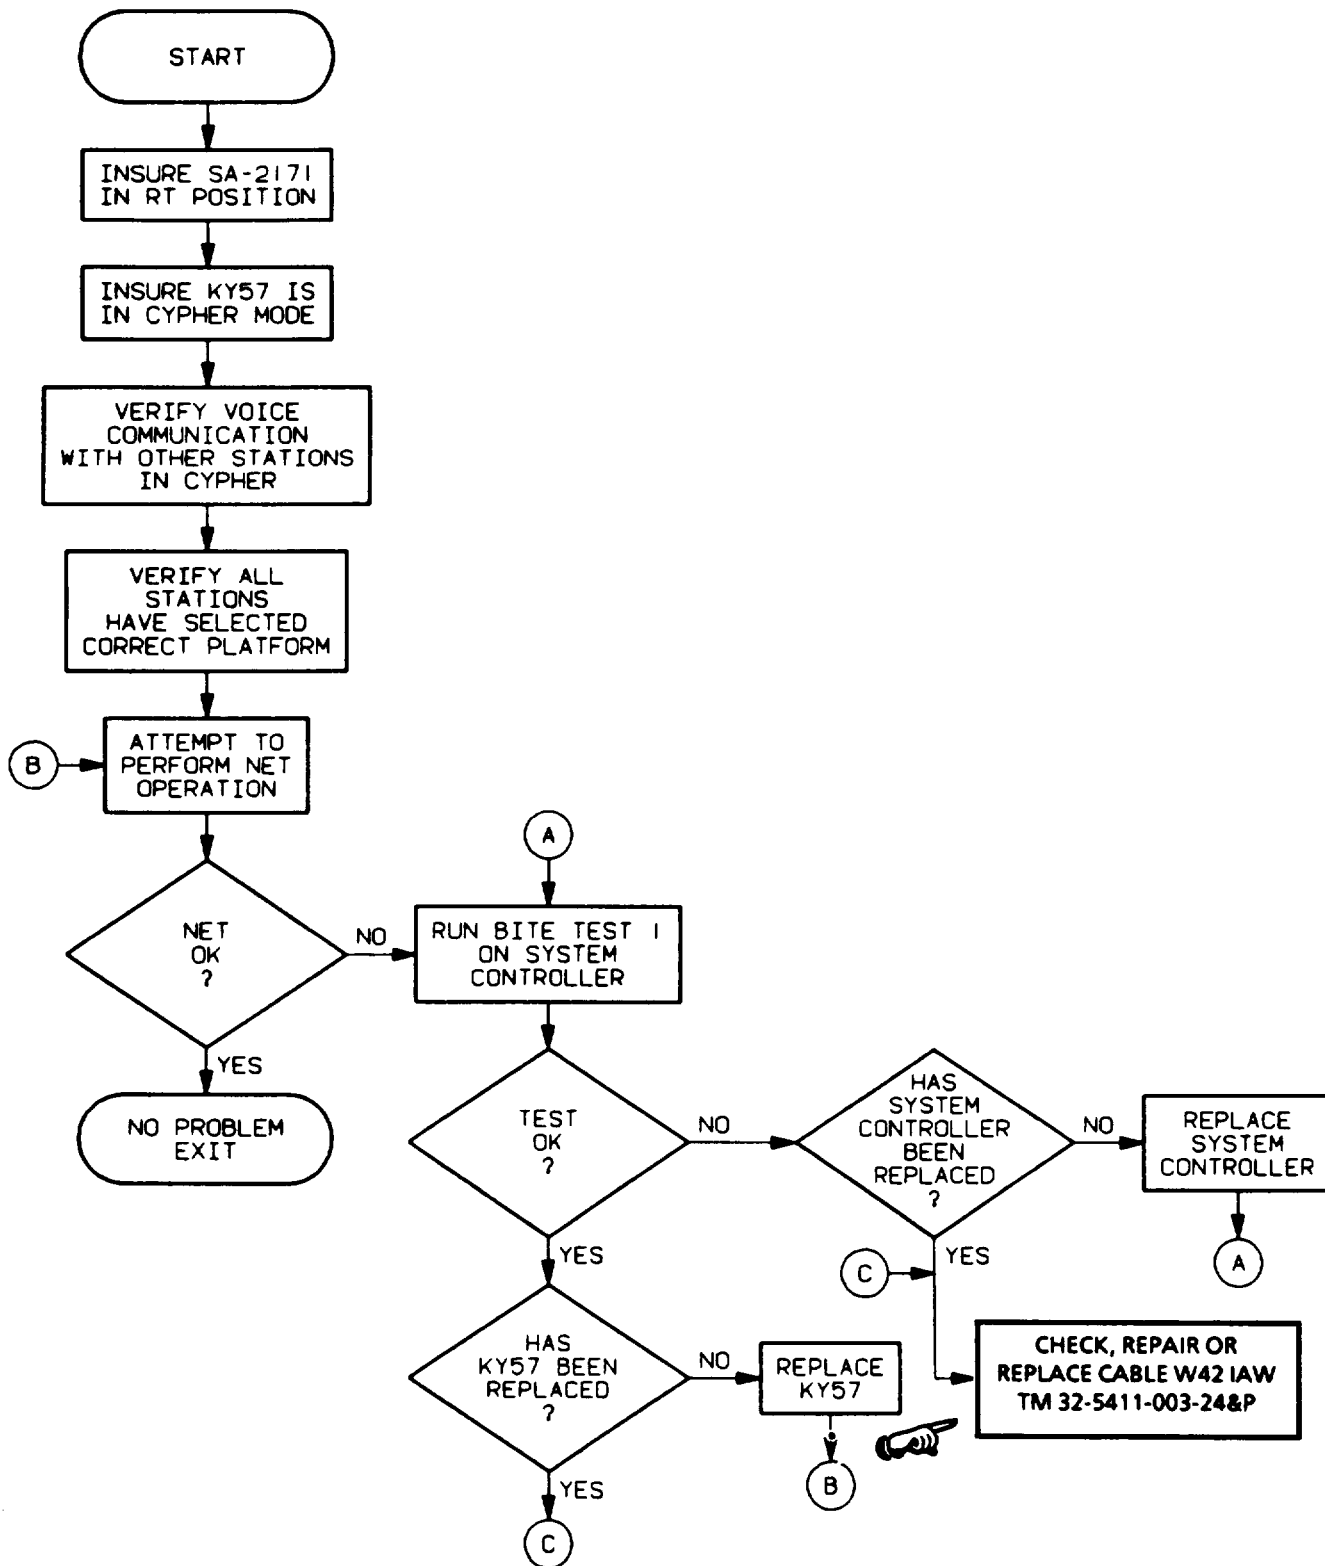 START
INSURE SA-2171
IN RT POSITION
INSURE KY57 IS
IN CYPHER MODE
VERIFY VOICE
COMMUNICATION
WITH OTHER STATIONS
IN CYPHER
VERIFY ALL
STATIONS
HAVE SELECTED
CORRECT PLATFORM
B
ATTEMPT TO
PERFORM NET
OPERATION
A
NET
OK
?
NO
RUN BITE TEST 1
ON SYSTEM
CONTROLLER
YES
NO PROBLEM
EXIT
TEST
OK
?
NO
HAS
SYSTEM
CONTROLLER
BEEN
REPLACED
?
NO
REPLACE
SYSTEM
CONTROLLER
A
YES
YES
C
HAS
KY57 BEEN
REPLACED
?
NO
REPLACE
KY57
B
CHECK, REPAIR OR
REPLACE CABLE W42 IAW
TM 32-5411-003-24&P
YES
C